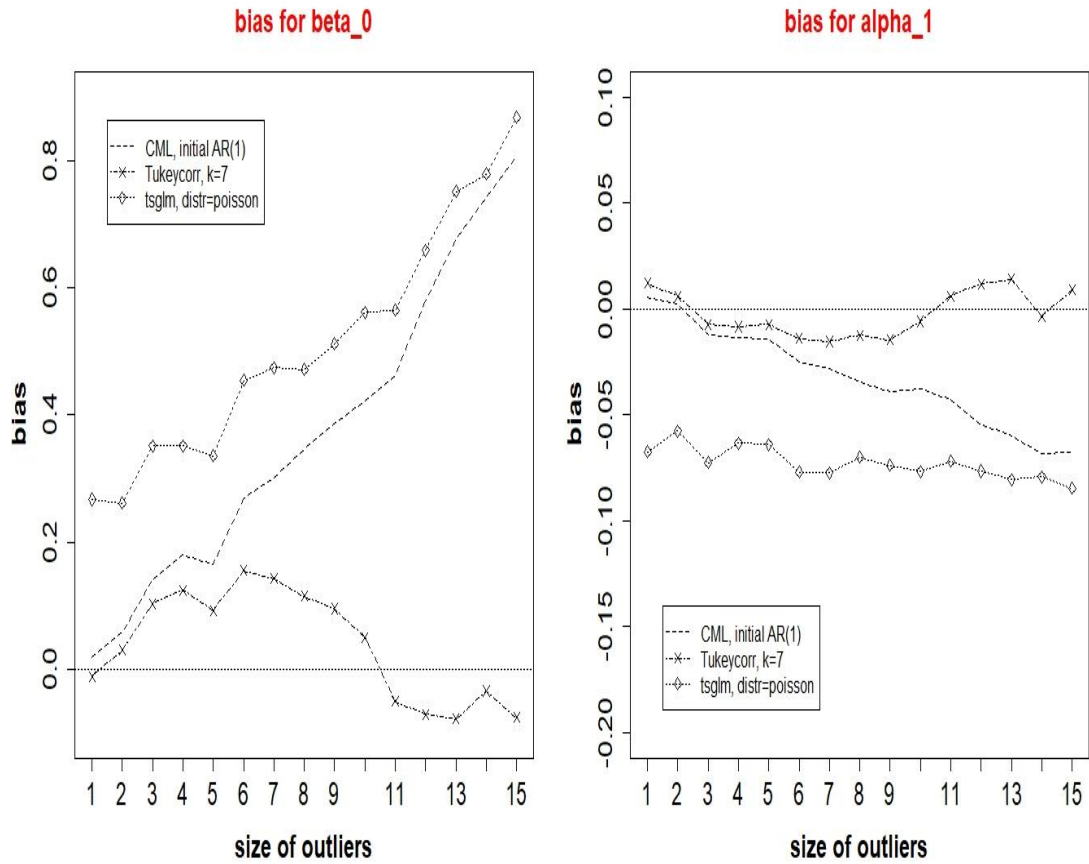 bias for beta_0
bias
0.8
0.6
0.4
0.2
0.0
CML, initial AR(1)
Tukeycorr, k=7
tsglm, distr=poisson
1 2 3 4 5 6 7 8 9 11 13 15
size of outliers
bias for alpha_1
bias
0.10
0.05
0.00
-0.05
-0.10
-0.15
-0.20
CML, initial AR(1)
Tukeycorr, k=7
tsglm, distr=poisson
1 2 3 4 5 6 7 8 9 11 13 15
size of outliers